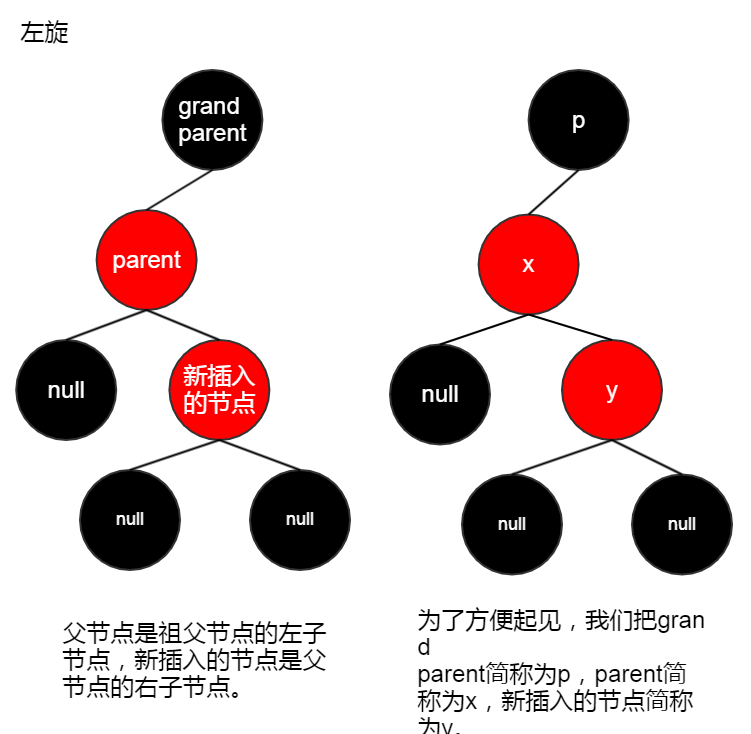 左旋
grand
parent
parent
null
新插入
的节点
null
null
父节点是祖父节点的左子
节点，新插入的节点是父
节点的右子节点。
p
x
null
y
null
null
为了方便起见，我们把gran
d
parent简称为p，parent简
称为x，新插入的节点简称
为y。